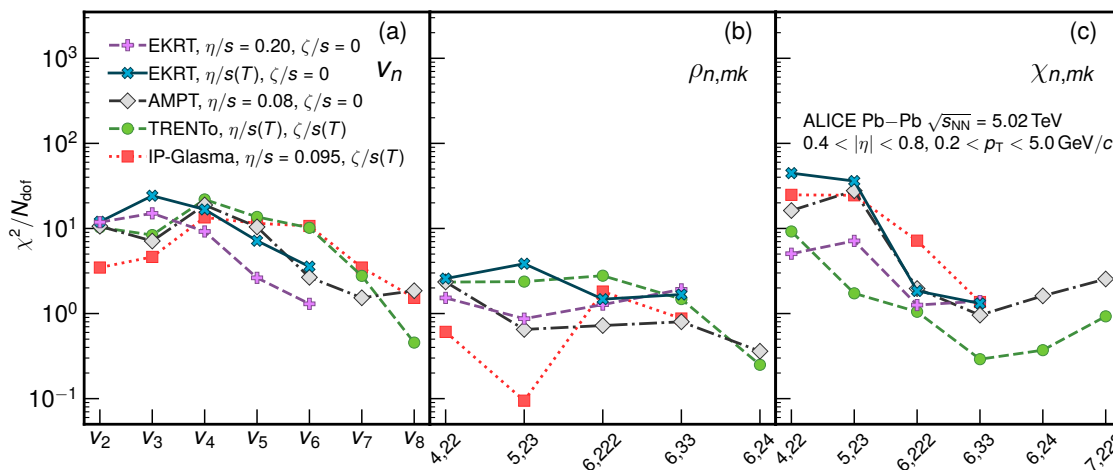 (a)
(b)
(c)
EKRT, η/s = 0.20, ζ/s = 0
EKRT, η/s(T), ζ/s = 0
AMPT, η/s = 0.08, ζ/s = 0
TRENTo, η/s(T), ζ/s(T)
IP-Glasma, η/s = 0.095, ζ/s(T)
vₙ
ρₙ,ₘₖ
χₙ,ₘₖ
ALICE Pb−Pb √sNN = 5.02 TeV
0.4 < |η| < 0.8, 0.2 < pT < 5.0 GeV/c
χ²/Ndof
10³
10²
10¹
10⁰
10⁻¹
v₂ v₃ v₄ v₅ v₆ v₇ v₈
4,22 5,23 6,222 6,33 6,24
4,22 5,23 6,222 6,33 6,24